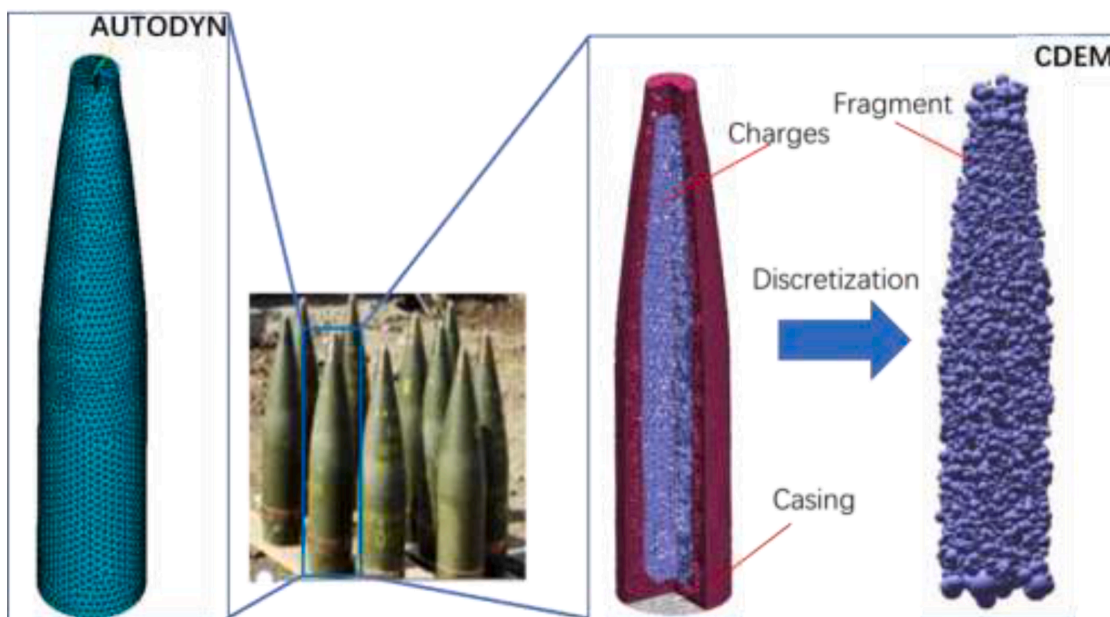 AUTODYN
CDEM
Fragment
Charges
Discretization
Casing